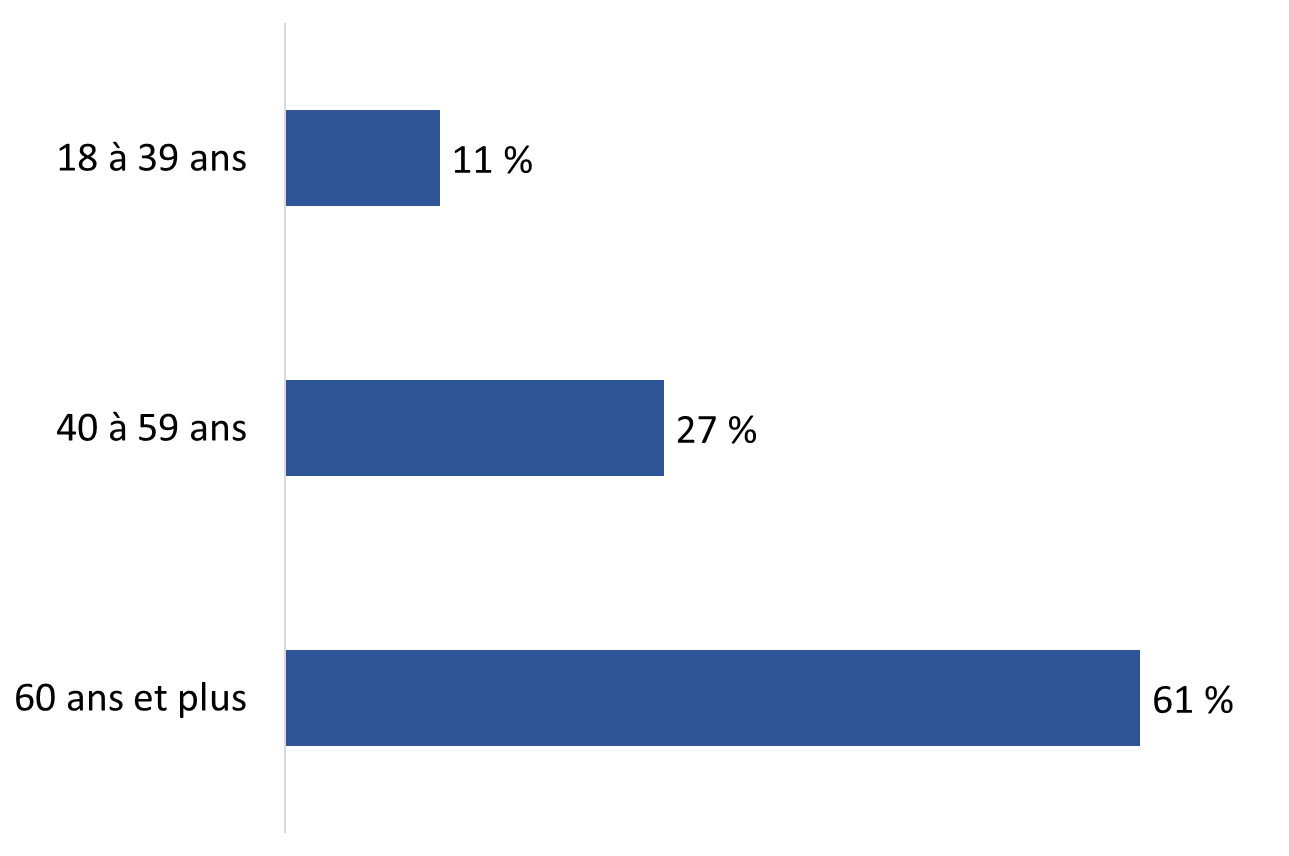 18 à 39 ans 11 %
40 à 59 ans 27 %
60 ans et plus 61 %